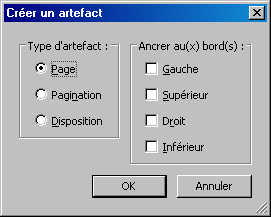 Créer un artefact
Type d'artefact :
Page
Pagination
Disposition
Ancrer au(x) bord(s) :
Gauche
Supérieur
Droit
Inférieur
OK
Annuler